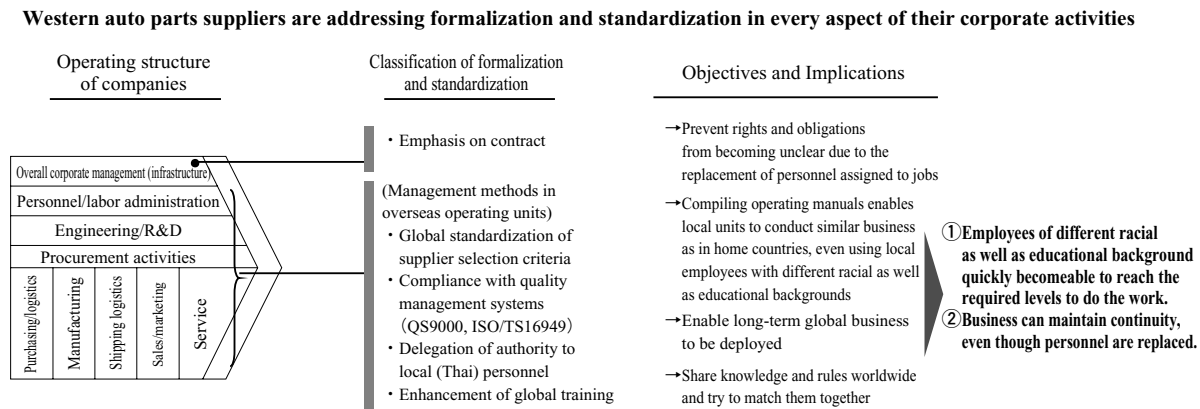 Western auto parts suppliers are addressing formalization and standardization in every aspect of their corporate activities
Operating structure
of companies
Overall corporate management (infrastructure)
Personnel/labor administration
Engineering/R&D
Procurement activities
Purchasing/logistics
Manufacturing
Shipping logistics
Sales/marketing
Service
Classification of formalization
and standardization
・Emphasis on contract
(Management methods in
overseas operating units)
・Global standardization of
supplier selection criteria
・Compliance with quality
management systems
(QS9000, ISO/TS16949)
・Delegation of authority to
local (Thai) personnel
・Enhancement of global training
Objectives and Implications
→Prevent rights and obligations
from becoming unclear due to the
replacement of personnel assigned to jobs
→Compiling operating manuals enables
local units to conduct similar business
as in home countries, even using local
employees with different racial as well
as educational backgrounds
→Enable long-term global business
to be deployed
→Share knowledge and rules worldwide
and try to match them together
①Employees of different racial
as well as educational background
quickly becomeable to reach the
required levels to do the work.
②Business can maintain continuity,
even though personnel are replaced.